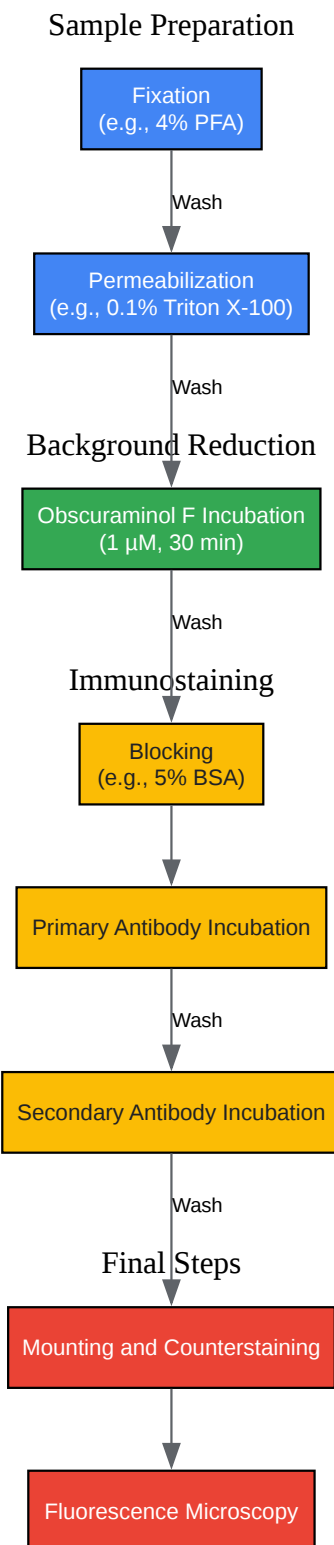 Sample Preparation
Fixation
(e.g., 4% PFA)
Wash
Permeabilization
(e.g., 0.1% Triton X-100)
Wash
Background Reduction
Obscuraminol F Incubation
(1 µM, 30 min)
Wash
Immunostaining
Blocking
(e.g., 5% BSA)
Primary Antibody Incubation
Wash
Secondary Antibody Incubation
Wash
Final Steps
Mounting and Counterstaining
Fluorescence Microscopy